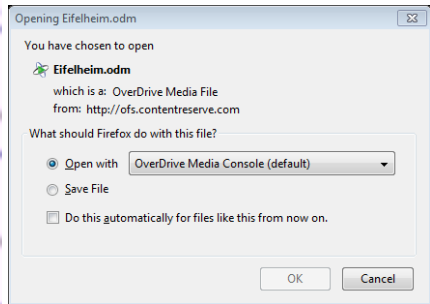 Opening Eifelheim.odm
You have chosen to open
Eifelheim.odm
which is a: OverDrive Media File
from: http://ofs.contentreserve.com
What should Firefox do with this file?
Open with OverDrive Media Console (default)
Save File
Do this automatically for files like this from now on.
OK Cancel